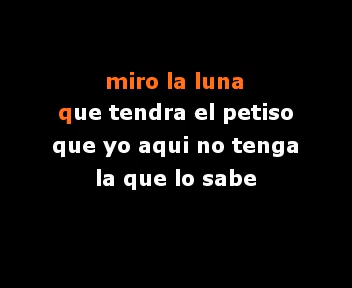 miro la luna
que tendra el petiso
que yo aqui no tenga
la que lo sabe